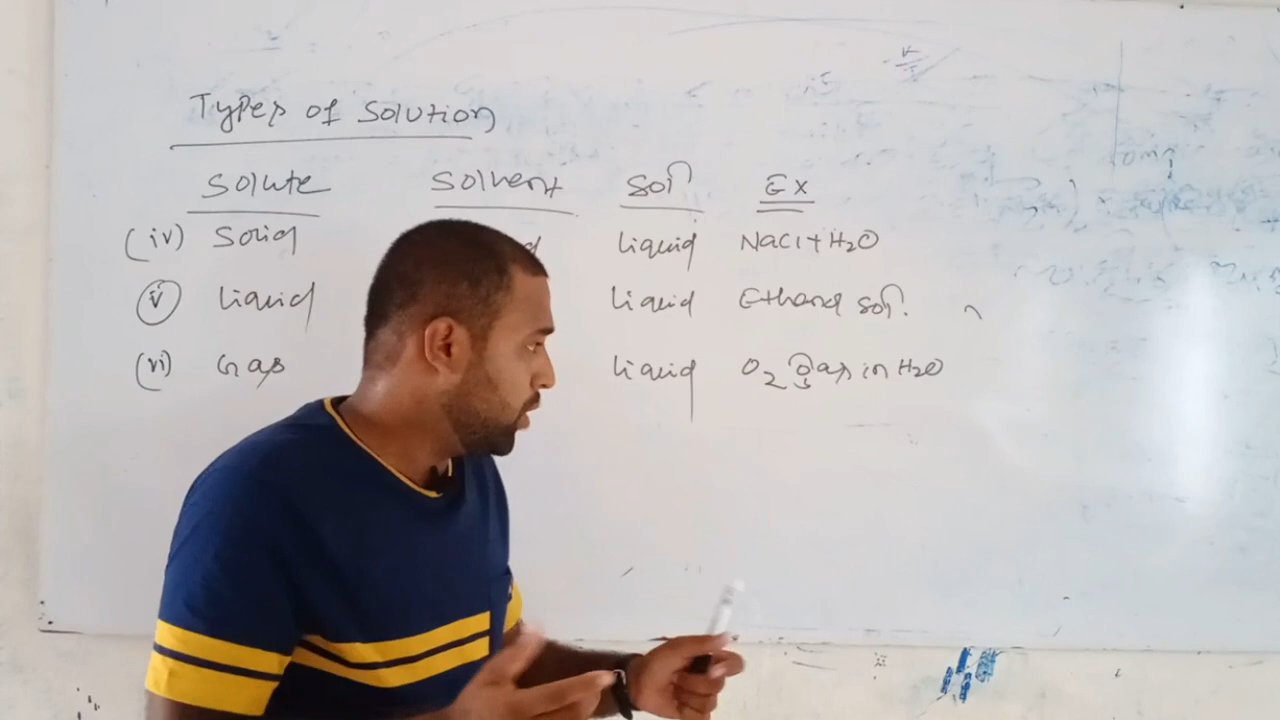 Types of Solution
Solute Solvent Sol^n Ex
(iv) Solid d liquid NaCl + H2O
(v) liquid liquid Ethanol sol^n.
(vi) Gas liquid O2 gas in H2O